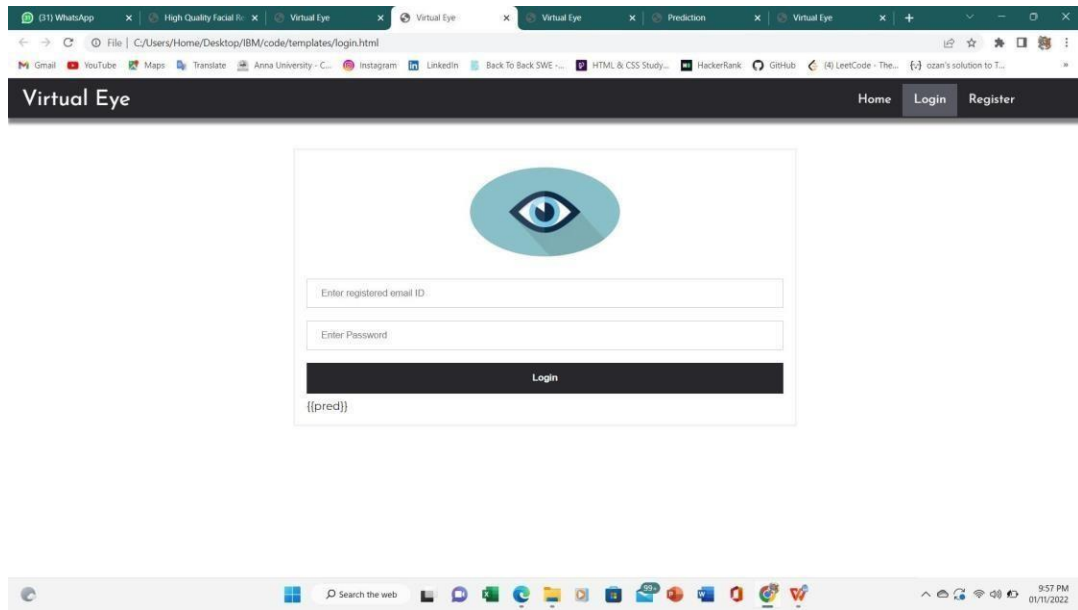 (31) WhatsApp High Quality Facial Re Virtual Eye Virtual Eye Virtual Eye Prediction Virtual Eye
File | C:/Users/Home/Desktop/IBM/code/templates/login.html
Gmail YouTube Maps Translate Anna University - C... Instagram LinkedIn Back To Back SWE -... HTML & CSS Study... HackerRank GitHub (4) LeetCode - The... ozan's solution to T...
Virtual Eye Home Login Register
Enter registered email ID
Enter Password
Login
{{pred}}
Search the web 99+ 9:57 PM
01/11/2022